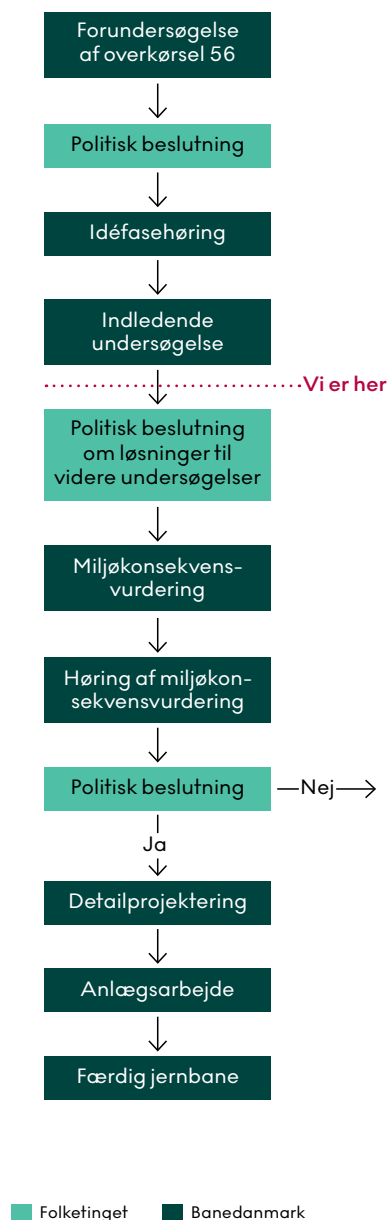 Forundersøgelse
af overkørsel 56
Politisk beslutning
Idéfasehøring
Indledende
undersøgelse
Vi er her
Politisk beslutning
om løsninger til
videre undersøgelser
Miljøkonsekvens-
vurdering
Høring af miljøkon-
sekvensvurdering
Politisk beslutning
Nej
Ja
Detailprojektering
Anlægsarbejde
Færdig jernbane
Folketinget
Banedanmark